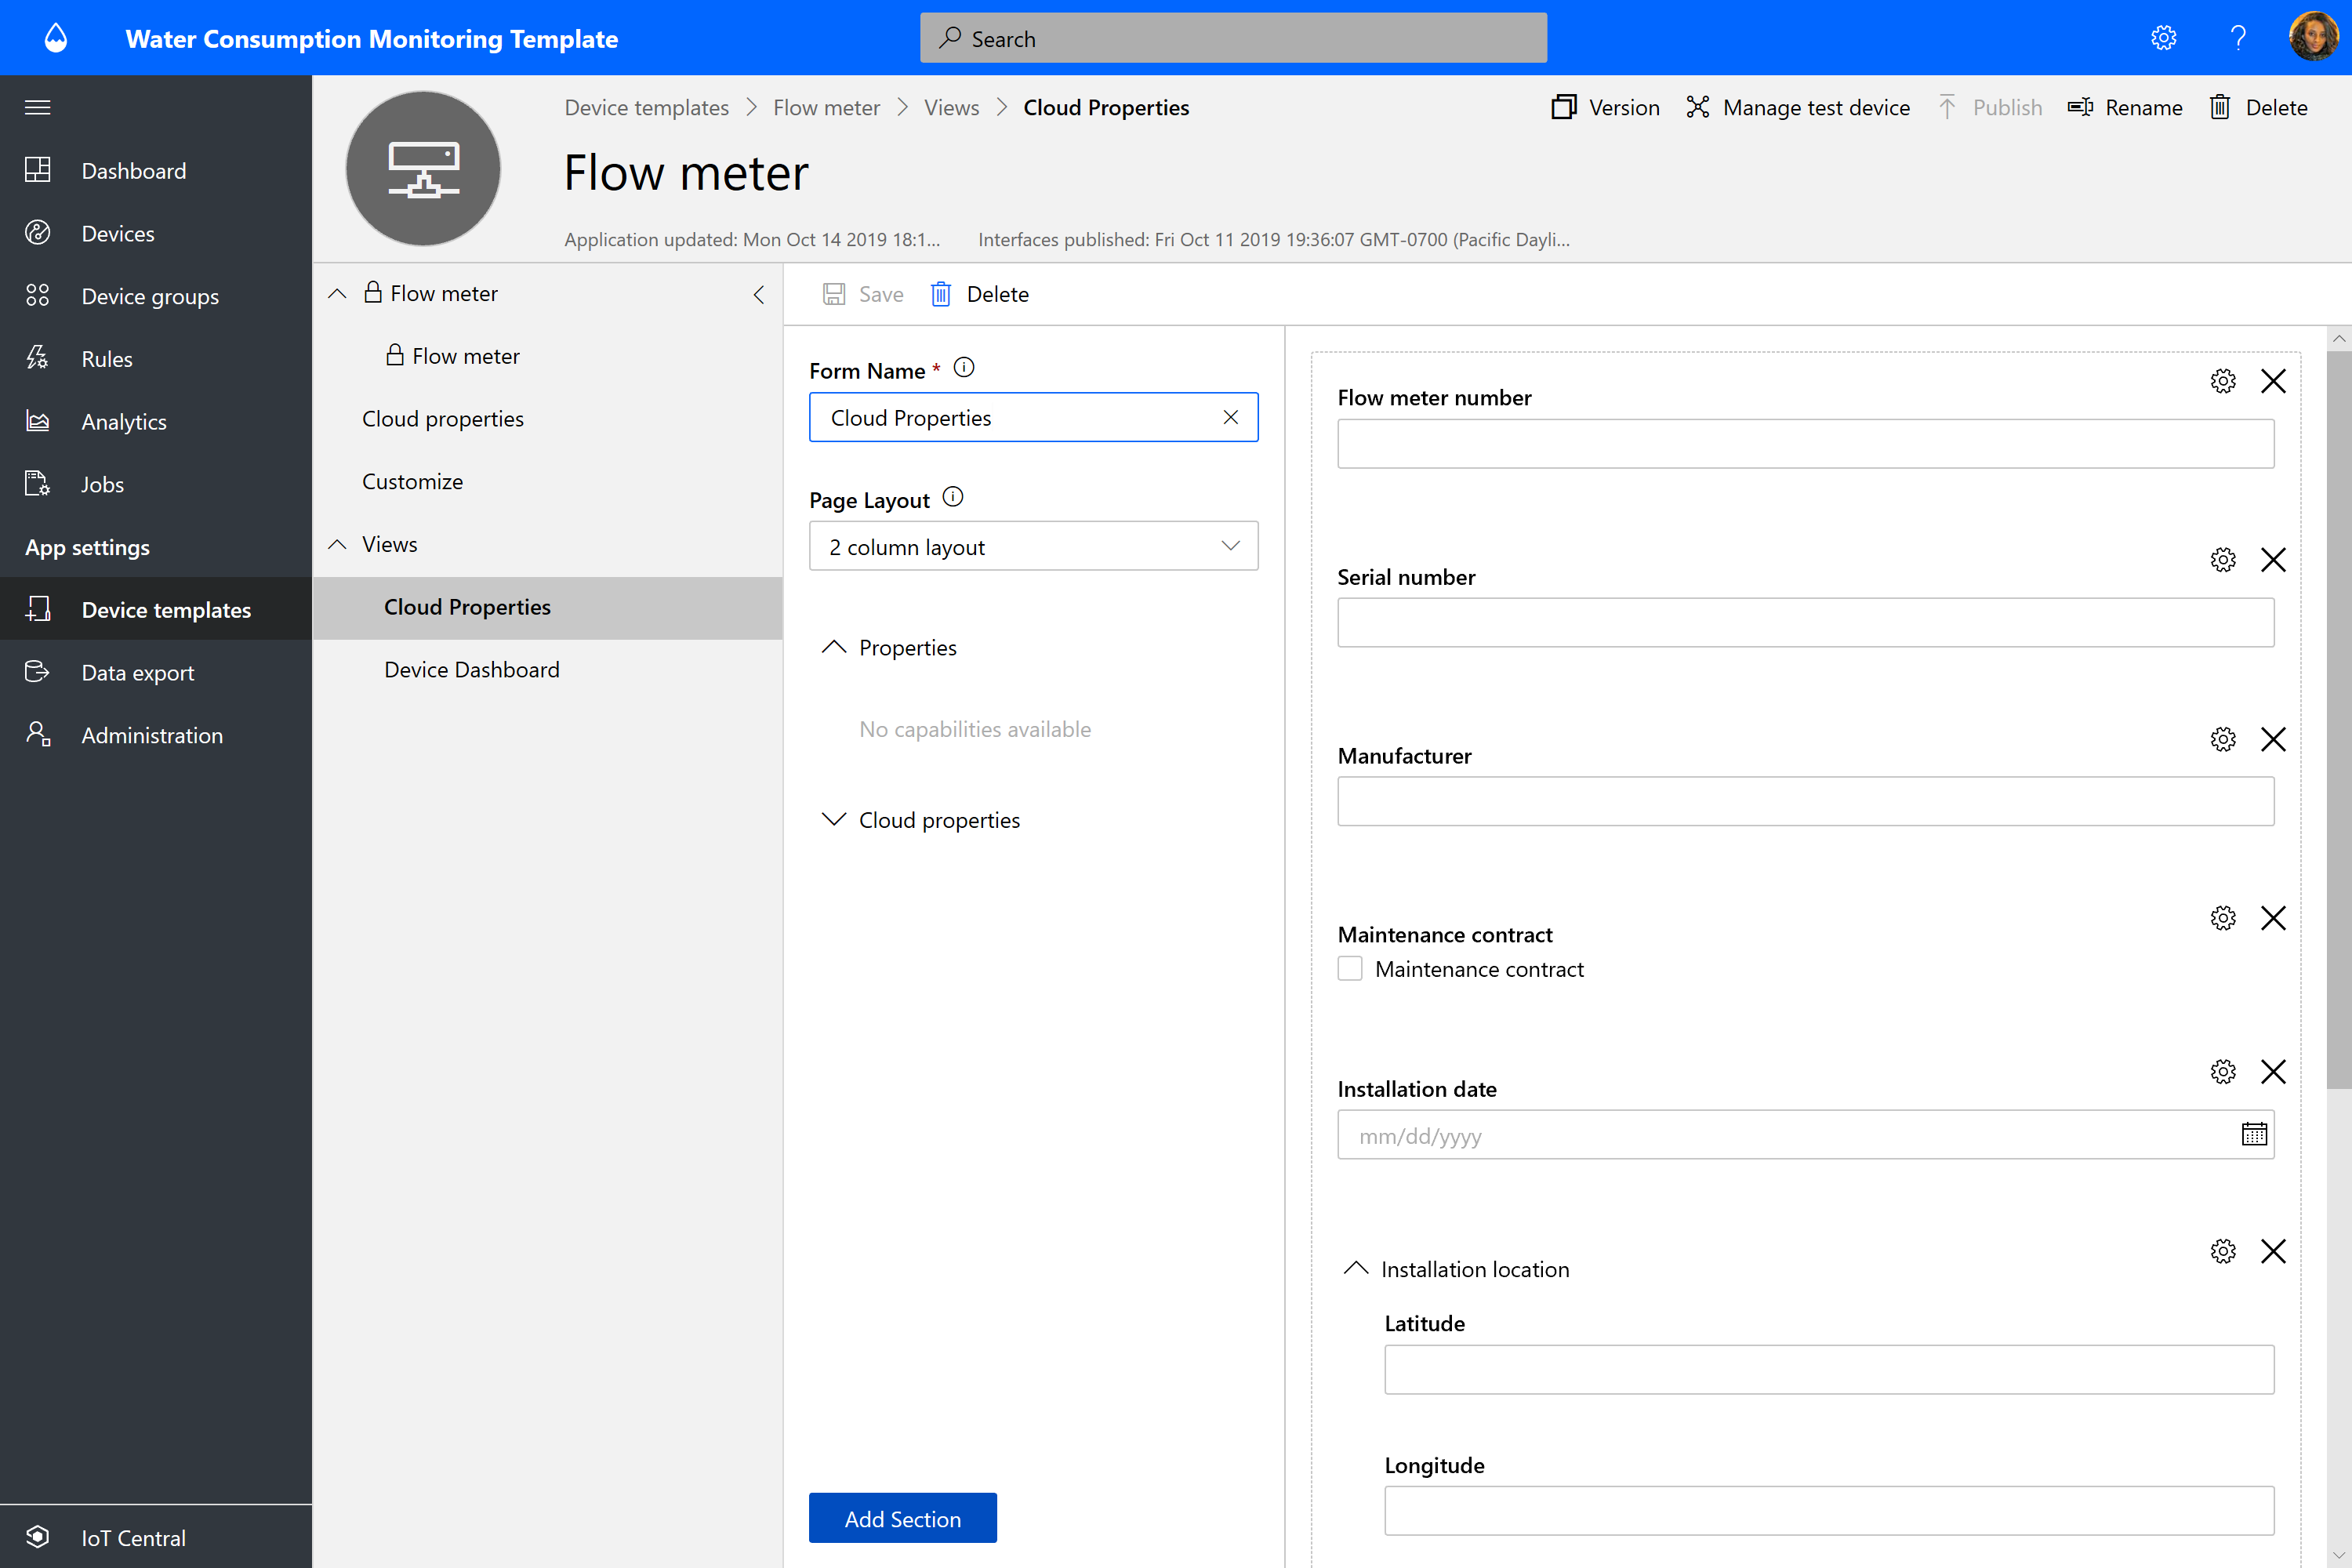 Water Consumption Monitoring Template
Search
Dashboard
Devices
Device groups
Rules
Analytics
Jobs
App settings
Device templates
Data export
Administration
IoT Central
Device templates > Flow meter > Views > Cloud Properties
Version
Manage test device
Publish
Rename
Delete
Flow meter
Application updated: Mon Oct 14 2019 18:1...
Interfaces published: Fri Oct 11 2019 19:36:07 GMT-0700 (Pacific Dayli...
Flow meter
Flow meter
Cloud properties
Customize
Views
Cloud Properties
Device Dashboard
Save
Delete
Form Name *
Cloud Properties
Page Layout
2 column layout
Properties
No capabilities available
Cloud properties
Add Section
Flow meter number
Serial number
Manufacturer
Maintenance contract
Maintenance contract
Installation date
mm/dd/yyyy
Installation location
Latitude
Longitude